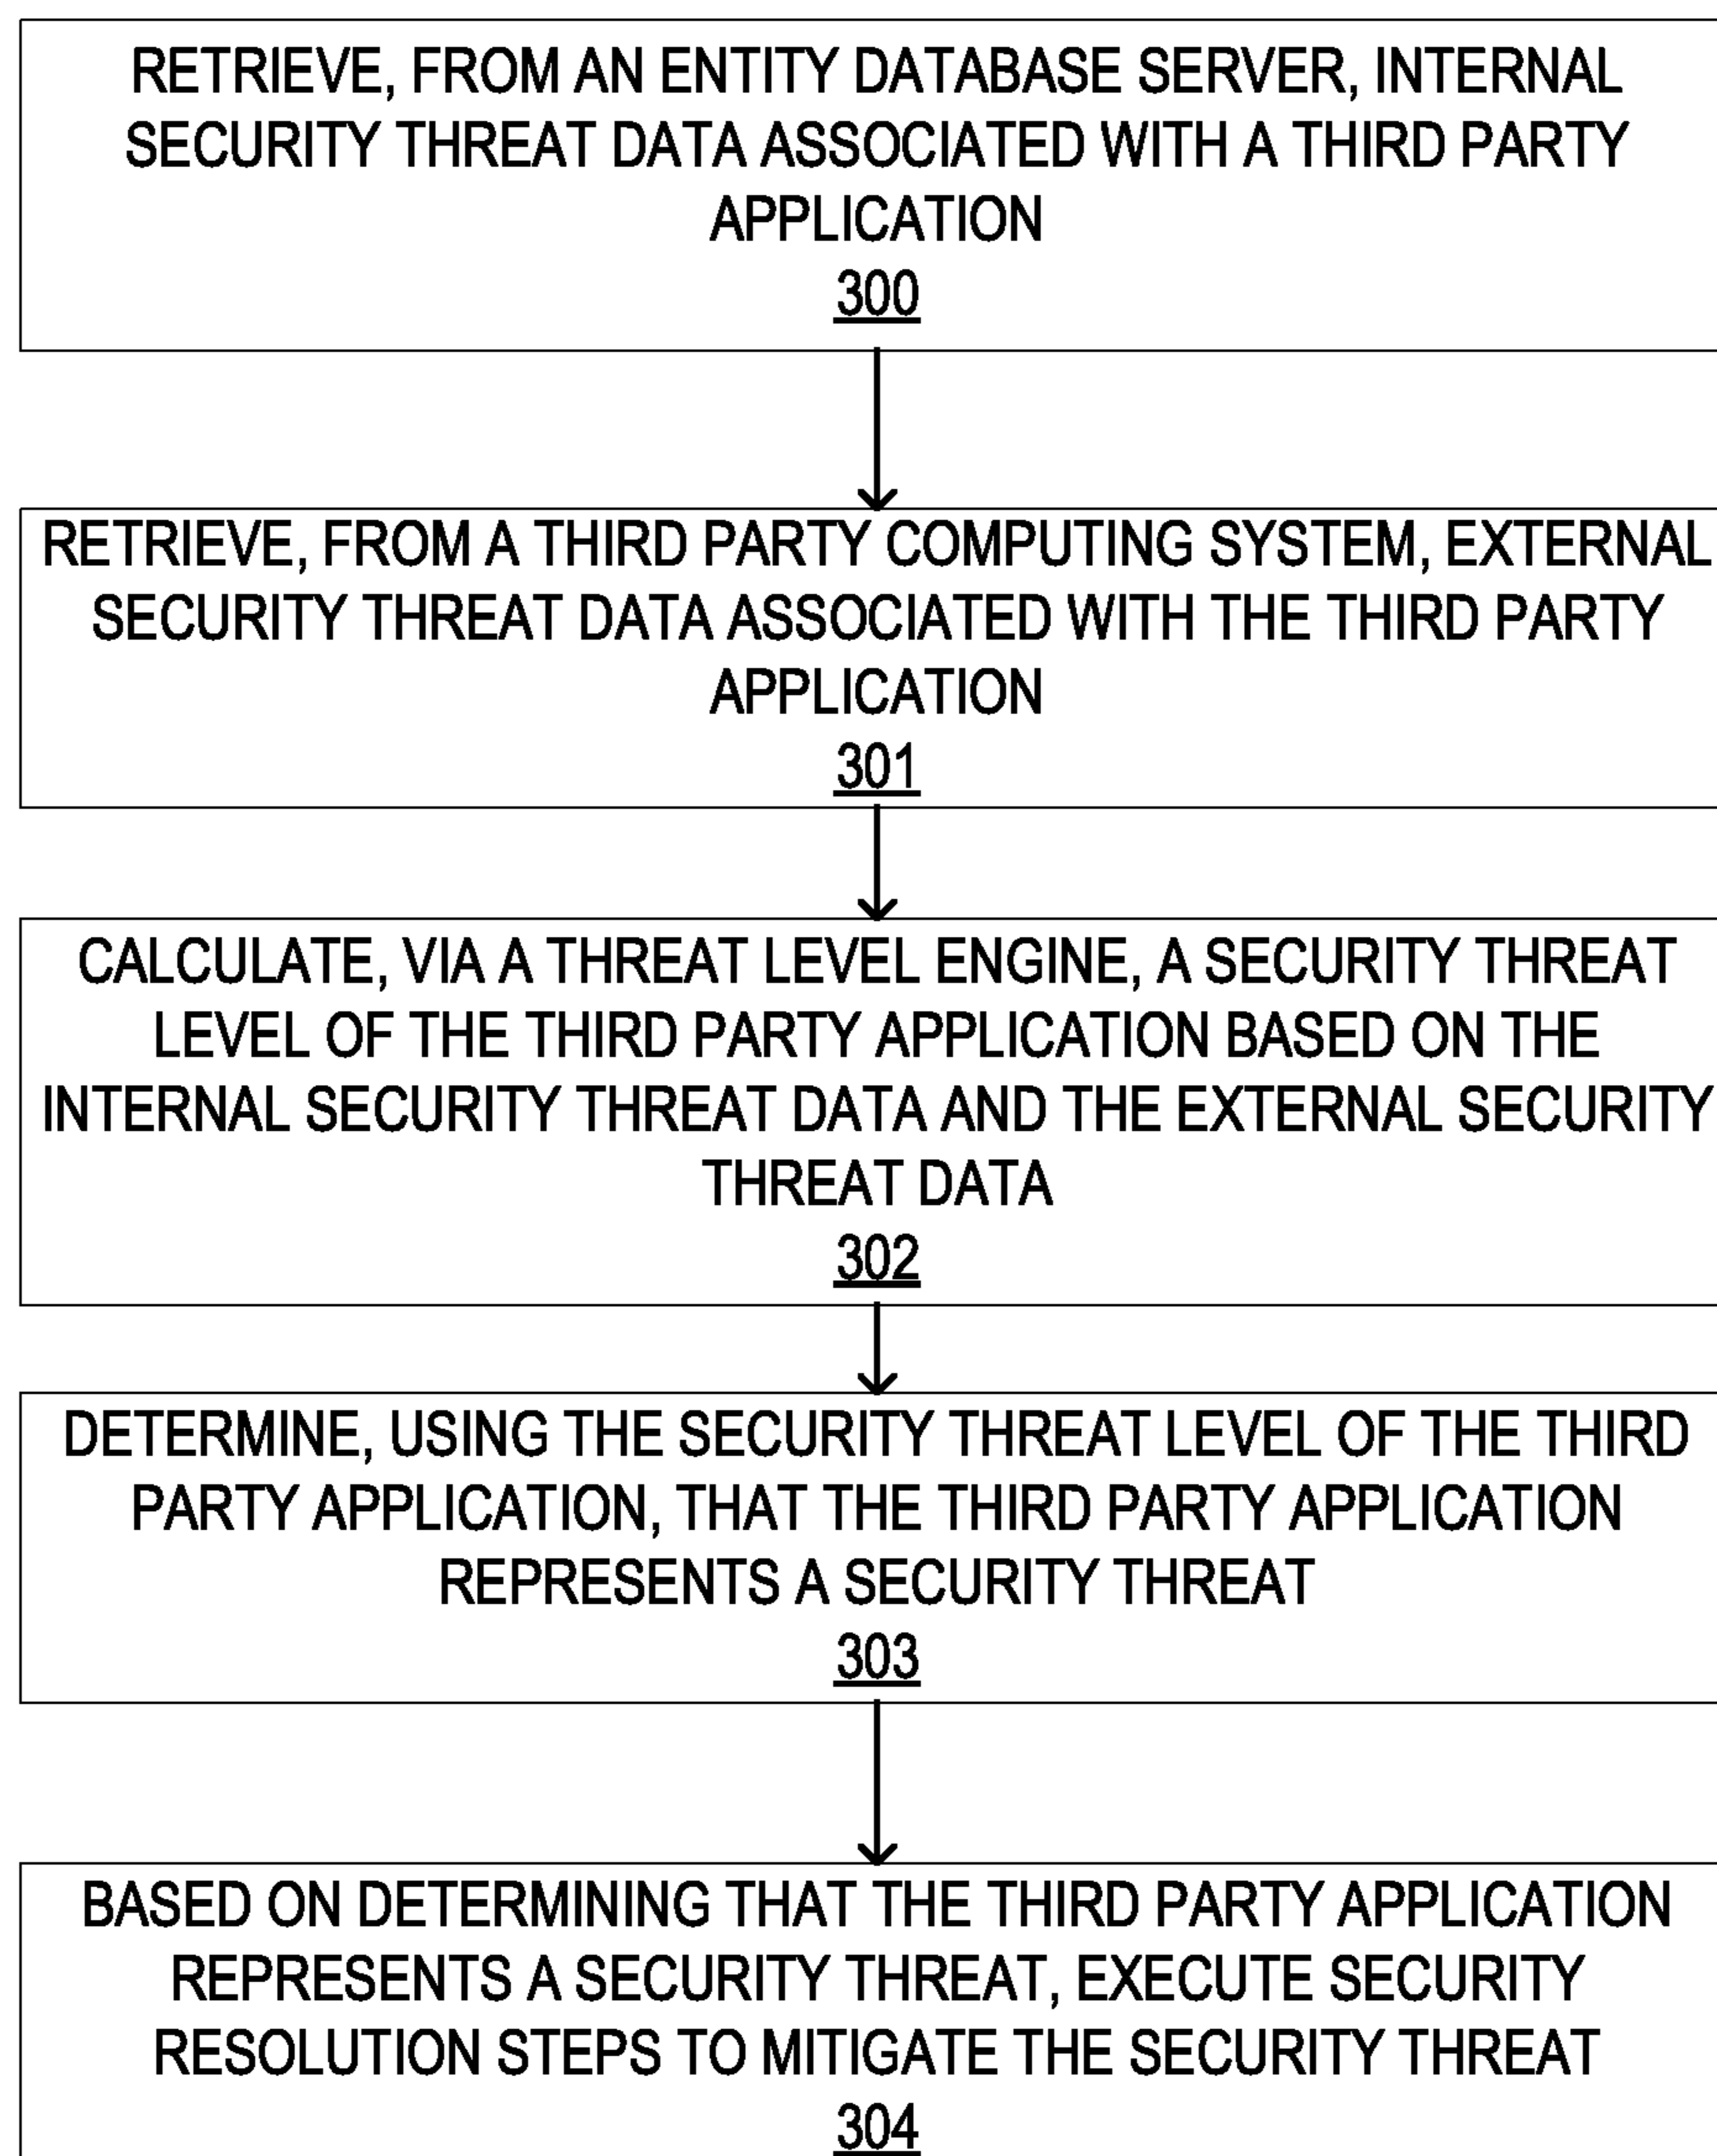 RETRIEVE, FROM AN ENTITY DATABASE SERVER, INTERNAL
SECURITY THREAT DATA ASSOCIATED WITH A THIRD PARTY
APPLICATION
300
RETRIEVE, FROM A THIRD PARTY COMPUTING SYSTEM, EXTERNAL
SECURITY THREAT DATA ASSOCIATED WITH THE THIRD PARTY
APPLICATION
301
CALCULATE, VIA A THREAT LEVEL ENGINE, A SECURITY THREAT
LEVEL OF THE THIRD PARTY APPLICATION BASED ON THE
INTERNAL SECURITY THREAT DATA AND THE EXTERNAL SECURITY
THREAT DATA
302
DETERMINE, USING THE SECURITY THREAT LEVEL OF THE THIRD
PARTY APPLICATION, THAT THE THIRD PARTY APPLICATION
REPRESENTS A SECURITY THREAT
303
BASED ON DETERMINING THAT THE THIRD PARTY APPLICATION
REPRESENTS A SECURITY THREAT, EXECUTE SECURITY
RESOLUTION STEPS TO MITIGATE THE SECURITY THREAT
304